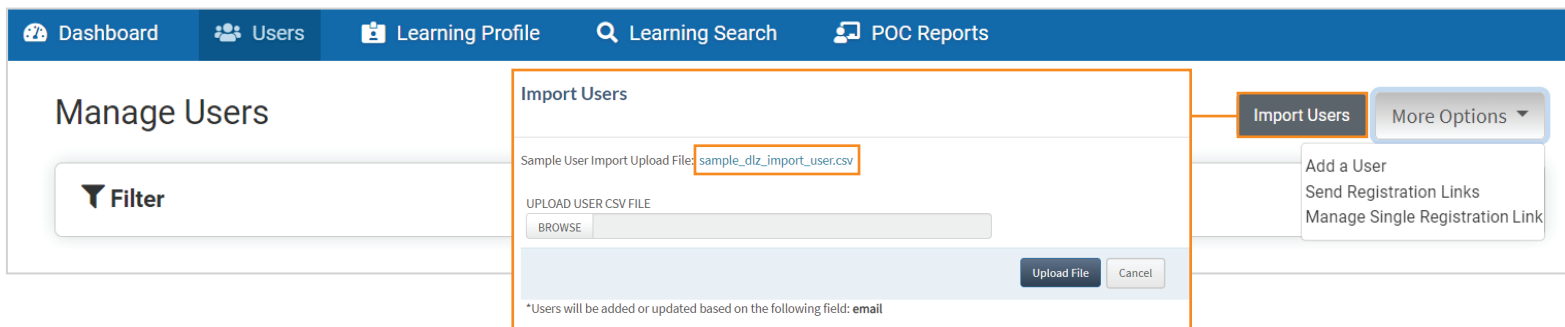 Dashboard Users Learning Profile Learning Search POC Reports
Manage Users
Import Users More Options
Add a User
Send Registration Links
Manage Single Registration Link
Filter
Import Users
Sample User Import Upload File: sample_dlz_import_user.csv
UPLOAD USER CSV FILE
BROWSE
Upload File Cancel
*Users will be added or updated based on the following field: email